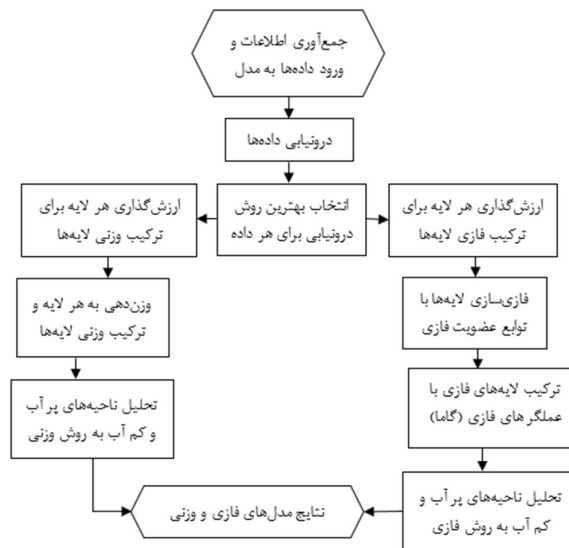 جمع‌آوری اطلاعات و
ورود داده‌ها به مدل
درونیابی داده‌ها
انتخاب بهترین روش
درونیابی برای هر داده
ارزش‌گذاری هر لایه برای
ترکیب فازی لایه‌ها
ارزش‌گذاری هر لایه برای
ترکیب وزنی لایه‌ها
فازی‌سازی لایه‌ها با
توابع عضویت فازی
وزن‌دهی به هر لایه و
ترکیب وزنی لایه‌ها
ترکیب لایه‌های فازی با
عملگر های فازی (گاما)
تحلیل ناحیه‌های پر آب
و کم آب به روش وزنی
تحلیل ناحیه‌های پر آب و
کم آب به روش فازی
نتایج مدل‌های فازی و وزنی